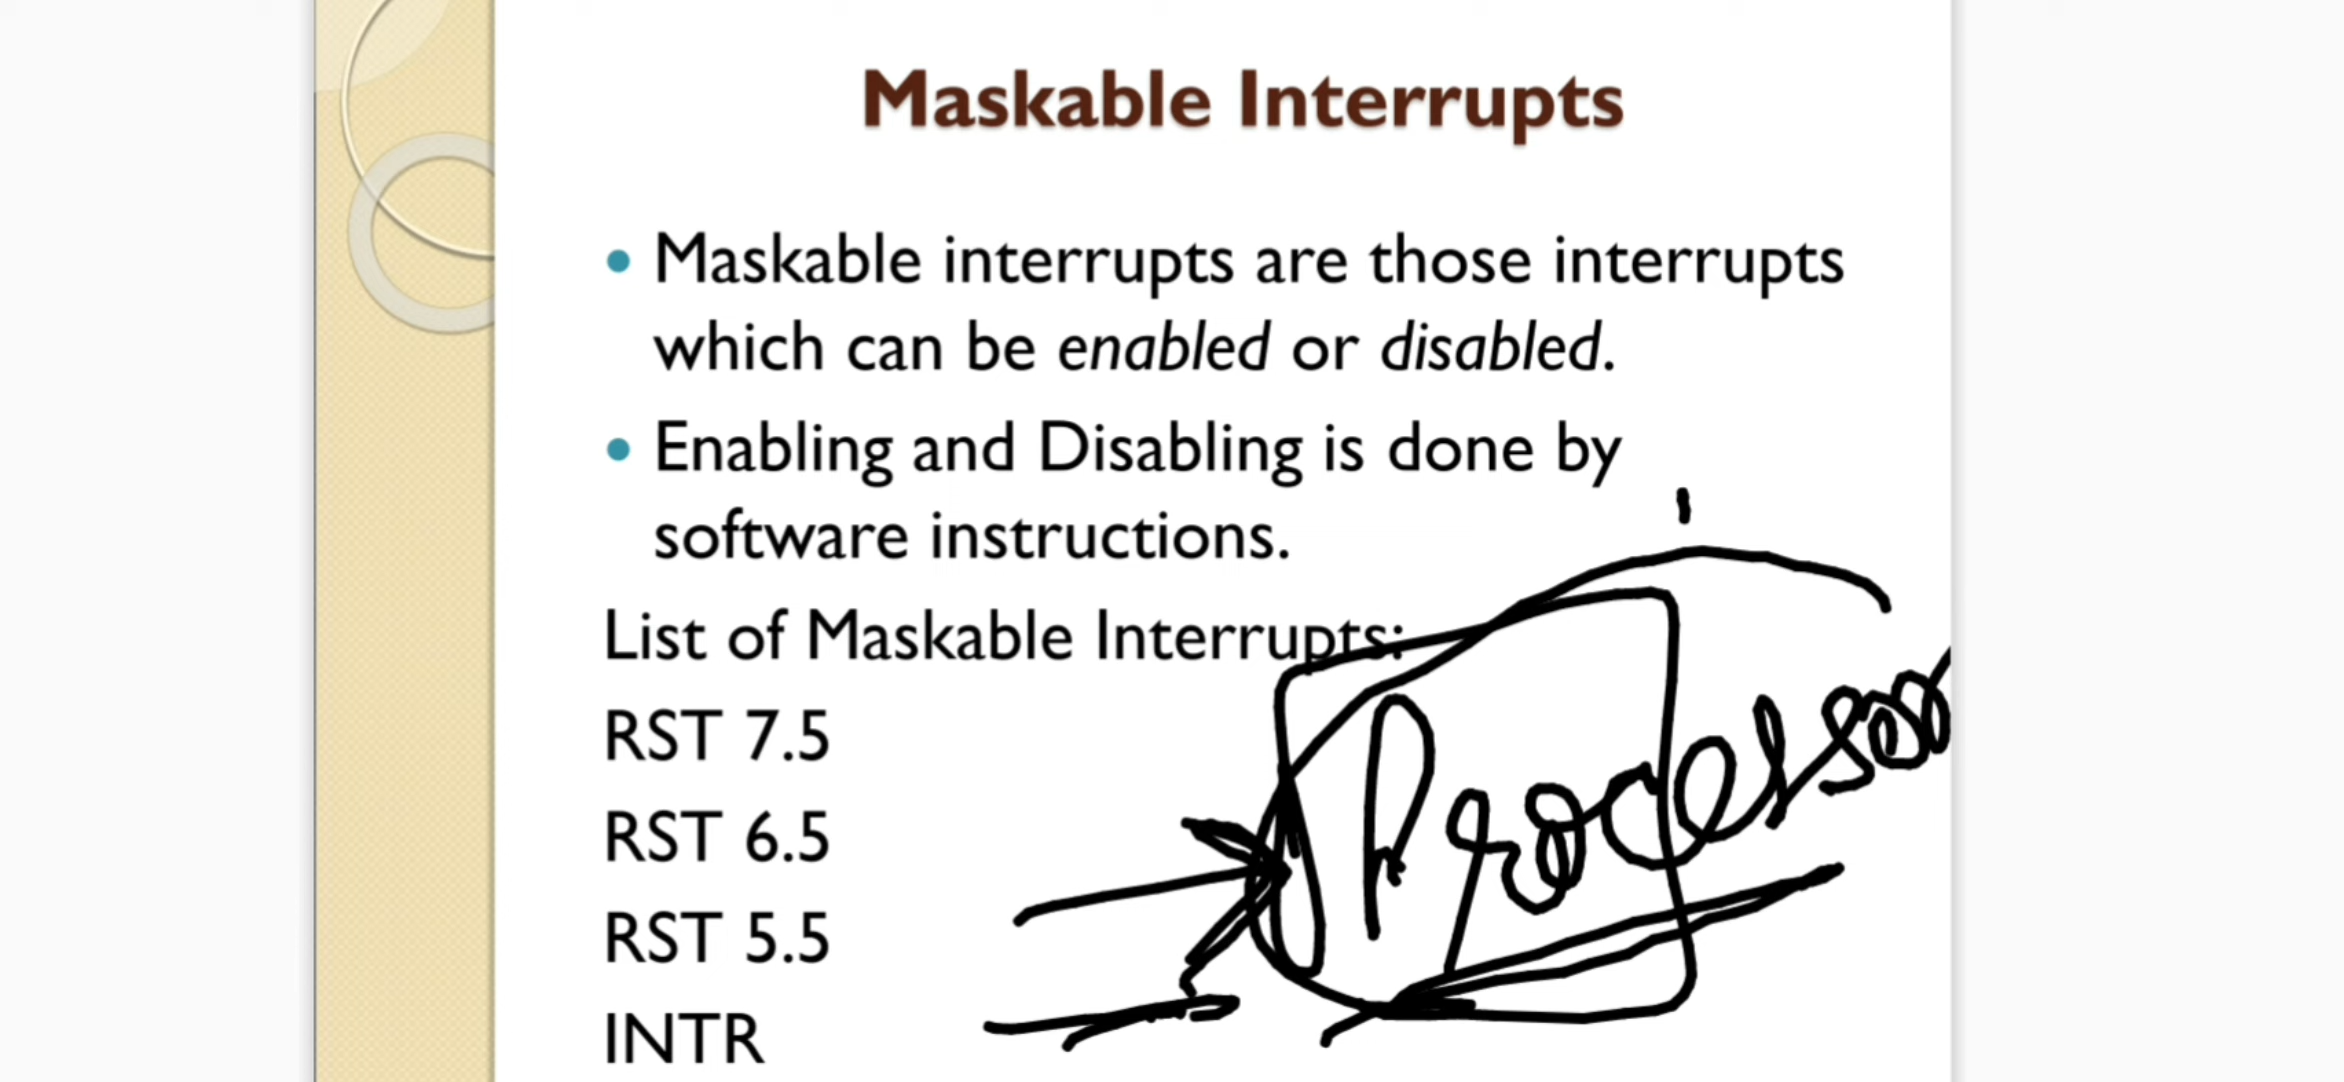 Maskable Interrupts
• Maskable interrupts are those interrupts
which can be enabled or disabled.
• Enabling and Disabling is done by
software instructions.
List of Maskable Interrupts:
RST 7.5
RST 6.5
RST 5.5
INTR
Processor